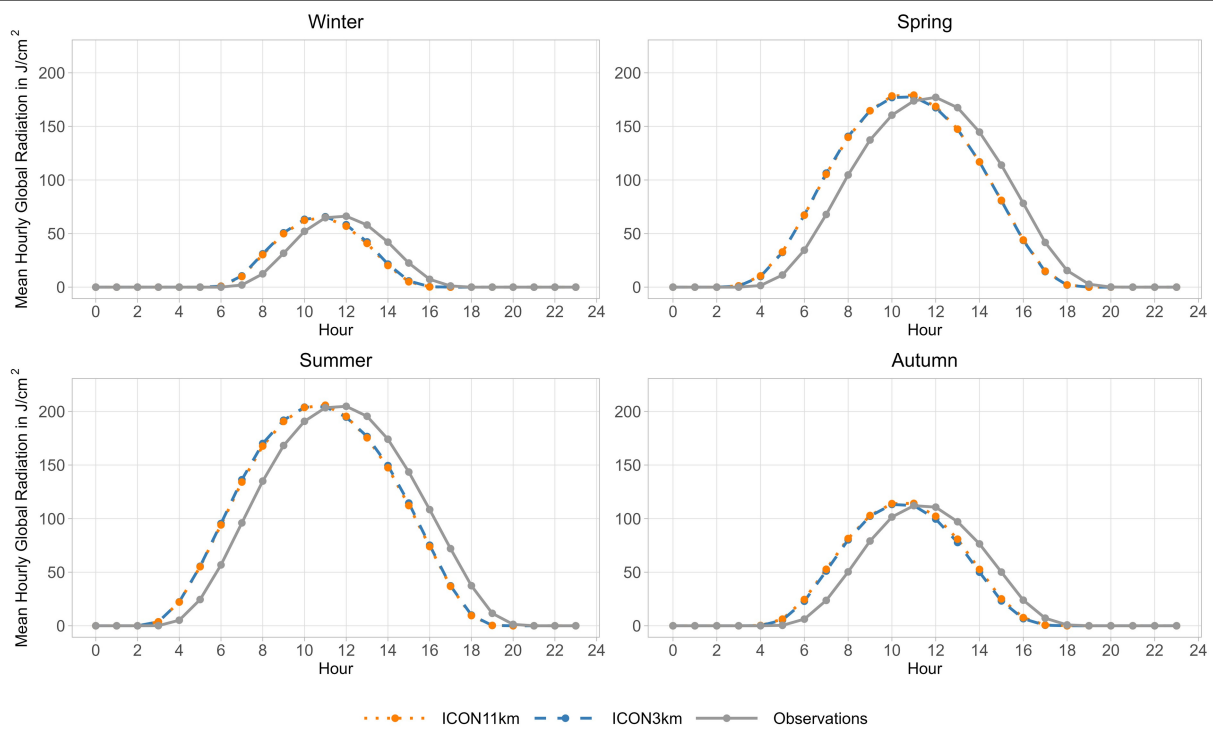 Winter
Mean Hourly Global Radiation in J/cm²
200
150
100
50
0
0 2 4 6 8 10 12 14 16 18 20 22 24
Hour
Spring
200
150
100
50
0
0 2 4 6 8 10 12 14 16 18 20 22 24
Hour
Summer
Mean Hourly Global Radiation in J/cm²
200
150
100
50
0
0 2 4 6 8 10 12 14 16 18 20 22 24
Hour
Autumn
200
150
100
50
0
0 2 4 6 8 10 12 14 16 18 20 22 24
Hour
ICON11km ICON3km Observations